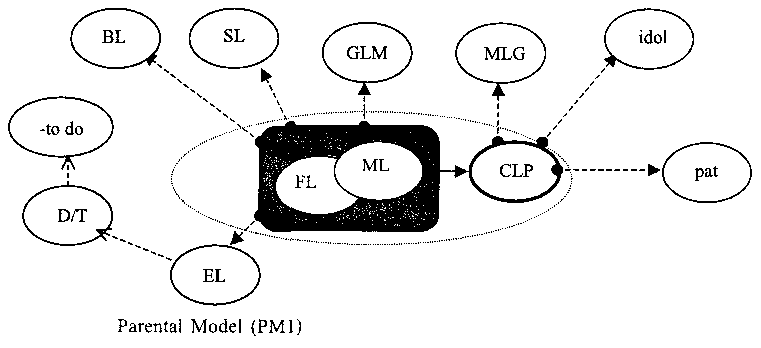 BL
SL
GLM
MLG
idol
-to do
FL
ML
CLP
pat
D/T
EL
Parental Model (PM1)